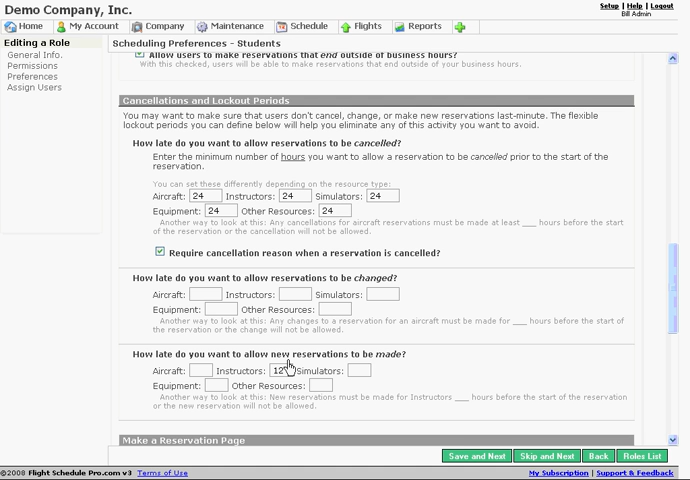 Demo Company, Inc.
Setup | Help | Logout
Bill Admin
Home My Account Company Maintenance Schedule Flights Reports
Editing a Role
General Info.
Permissions
Preferences
Assign Users
Scheduling Preferences - Students
Allow users to make reservations that end outside of business hours?
With this checked, users will be able to make reservations that end outside of your business hours.
Cancellations and Lockout Periods
You may want to make sure that users don't cancel, change, or make new reservations last-minute. The flexible
lockout periods you can define below will help you eliminate any of this activity you want to avoid.
How late do you want to allow reservations to be cancelled?
Enter the minimum number of hours you want to allow a reservation to be cancelled prior to the start of the
reservation.
You can set these differently depending on the resource type:
Aircraft: 24 Instructors: 24 Simulators: 24
Equipment: 24 Other Resources: 24
Another way to look at this: Any cancellations for aircraft reservations must be made at least ___ hours before the start
of the reservation or the cancellation will not be allowed.
Require cancellation reason when a reservation is cancelled?
How late do you want to allow reservations to be changed?
Aircraft: Instructors: Simulators:
Equipment: Other Resources:
Another way to look at this: Any changes to a reservation for an aircraft must be made for ___ hours before the start of
the reservation or the change will not be allowed.
How late do you want to allow new reservations to be made?
Aircraft: Instructors: 12 Simulators:
Equipment: Other Resources:
Another way to look at this: New reservations must be made for Instructors ___ hours before the start of the reservation
or the new reservation will not be allowed.
Make a Reservation Page
Save and Next Skip and Next Back Roles List
©2008 Flight Schedule Pro.com v3 Terms of Use
My Subscription | Support & Feedback